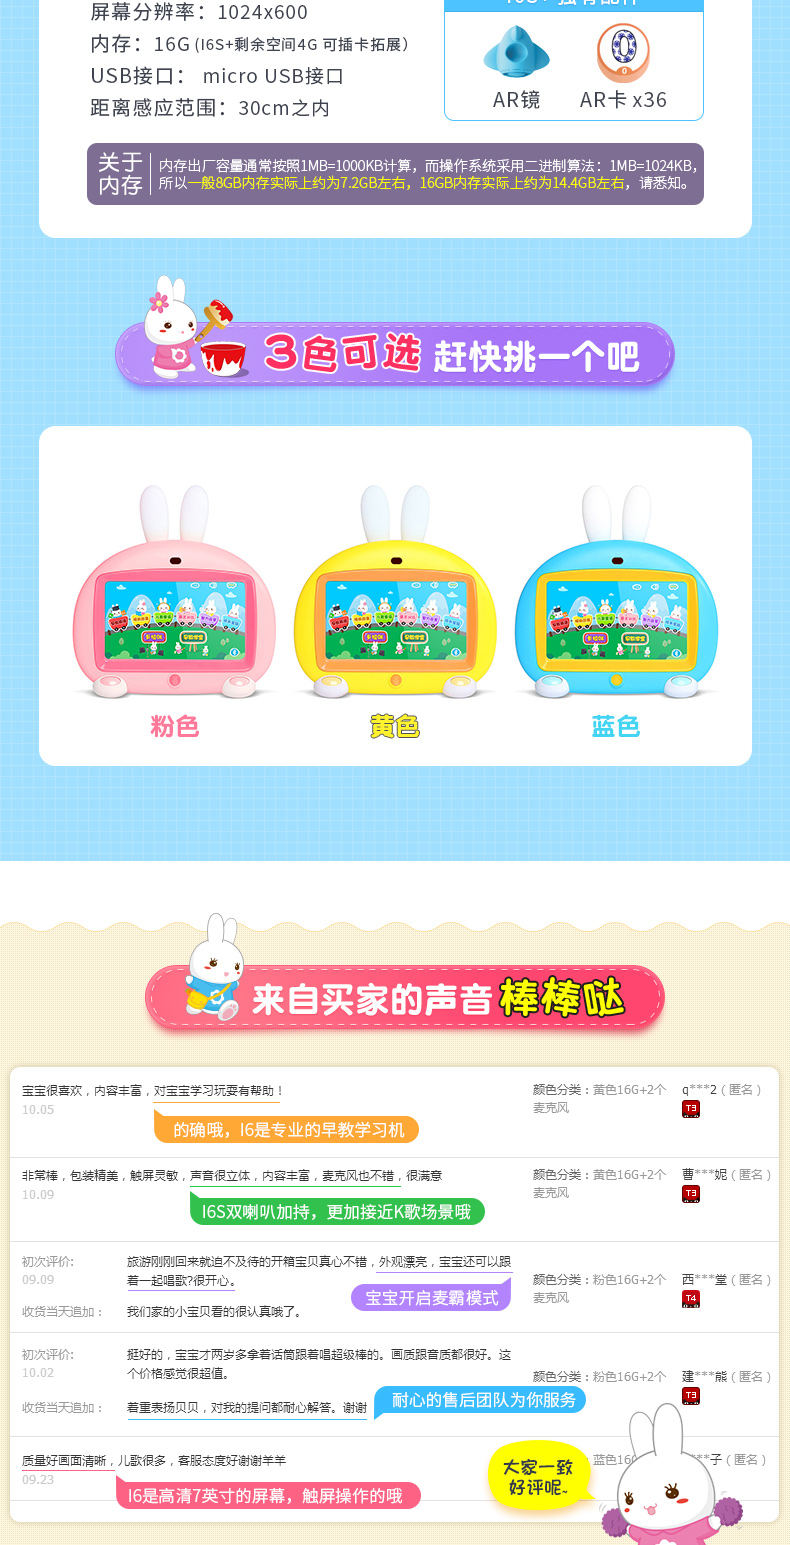 屏幕分辨率：1024x600
内存：16G (I6S+剩余空间4G 可插卡拓展）
USB接口： micro USB接口
距离感应范围：30cm之内
AR镜
AR卡 x36
关于
内存
内存出厂容量通常按照1MB=1000KB计算，而操作系统采用二进制算法：1MB=1024KB，
所以一般8GB内存实际上约为7.2GB左右，16GB内存实际上约为14.4GB左右，请悉知。
3色可选 赶快挑一个吧
粉色
黄色
蓝色
来自买家的声音 棒棒哒
宝宝很喜欢，内容丰富，对宝宝学习玩耍有帮助！
10.05
的确哦，I6是专业的早教学习机
颜色分类：黄色16G+2个
麦克风
q***2（匿名）
T3
非常棒，包装精美，触屏灵敏，声音很立体，内容丰富，麦克风也不错，很满意
10.09
I6S双喇叭加持，更加接近K歌场景哦
颜色分类：黄色16G+2个
麦克风
曹***妮（匿名）
T3
初次评价:
09.09
旅游刚刚回来就迫不及待的开箱宝贝真心不错，外观漂亮，宝宝还可以跟
着一起唱歌?很开心。
宝宝开启麦霸模式
收货当天追加：
我们家的小宝贝看的很认真哦了。
颜色分类：粉色16G+2个
麦克风
西***堂（匿名）
T4
初次评价:
10.02
挺好的，宝宝才两岁多拿着话筒跟着唱超级棒的。画质跟音质都很好。这
个价格感觉很超值。
收货当天追加：
着重表扬贝贝，对我的提问都耐心解答。谢谢
耐心的售后团队为你服务
颜色分类：粉色16G+2个
建***熊（匿名）
T3
质量好画面清晰，儿歌很多，客服态度好谢谢羊羊
09.23
I6是高清7英寸的屏幕，触屏操作的哦
蓝色16
子（匿名）
大家一致
好评呢~